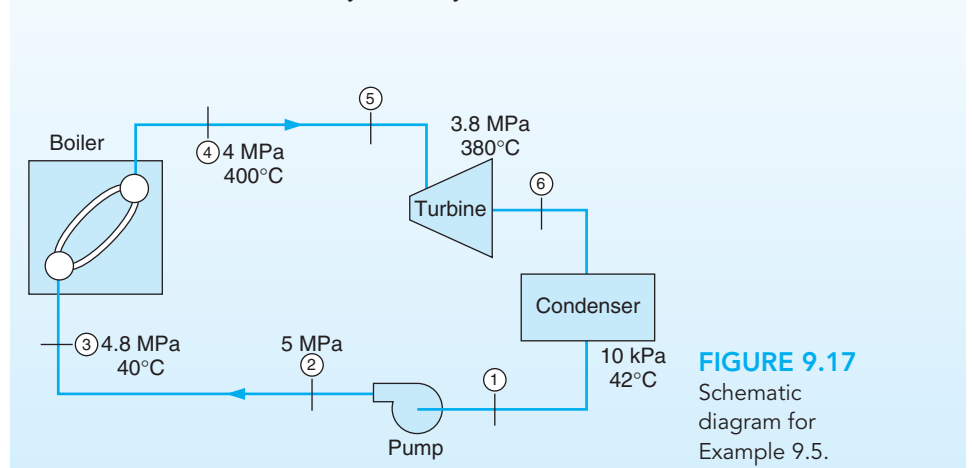 5
3.8 MPa
380°C
Boiler
4
4 MPa
400°C
6
Turbine
Condenser
3
4.8 MPa
40°C
5 MPa
2
1
10 kPa
42°C
Pump
FIGURE 9.17
Schematic
diagram for
Example 9.5.